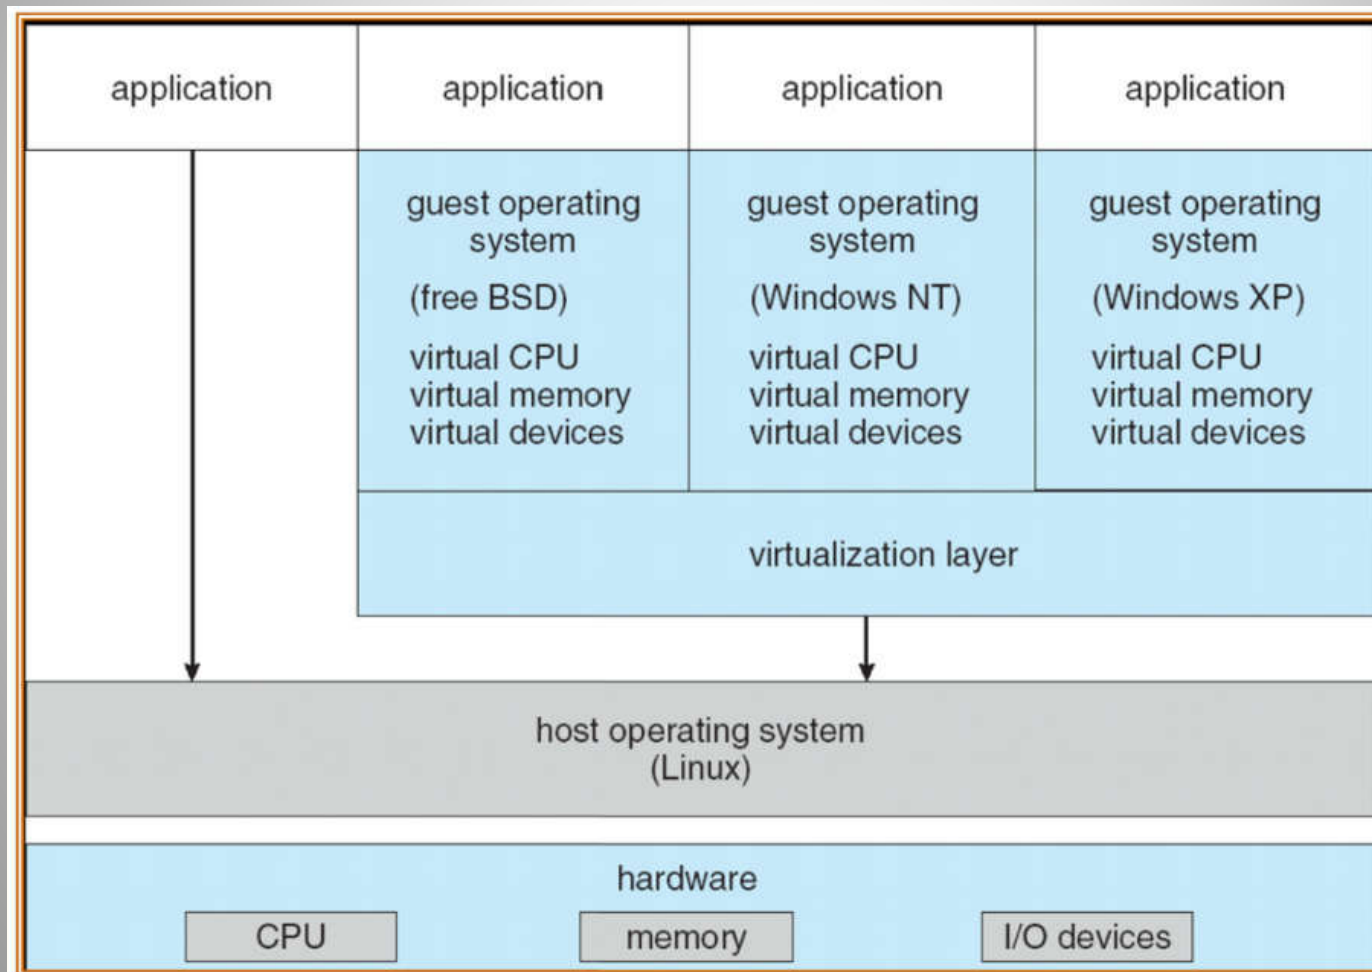 application
application
application
application
guest operating
system
(free BSD)
virtual CPU
virtual memory
virtual devices
guest operating
system
(Windows NT)
virtual CPU
virtual memory
virtual devices
guest operating
system
(Windows XP)
virtual CPU
virtual memory
virtual devices
virtualization layer
host operating system
(Linux)
hardware
CPU
memory
I/O devices